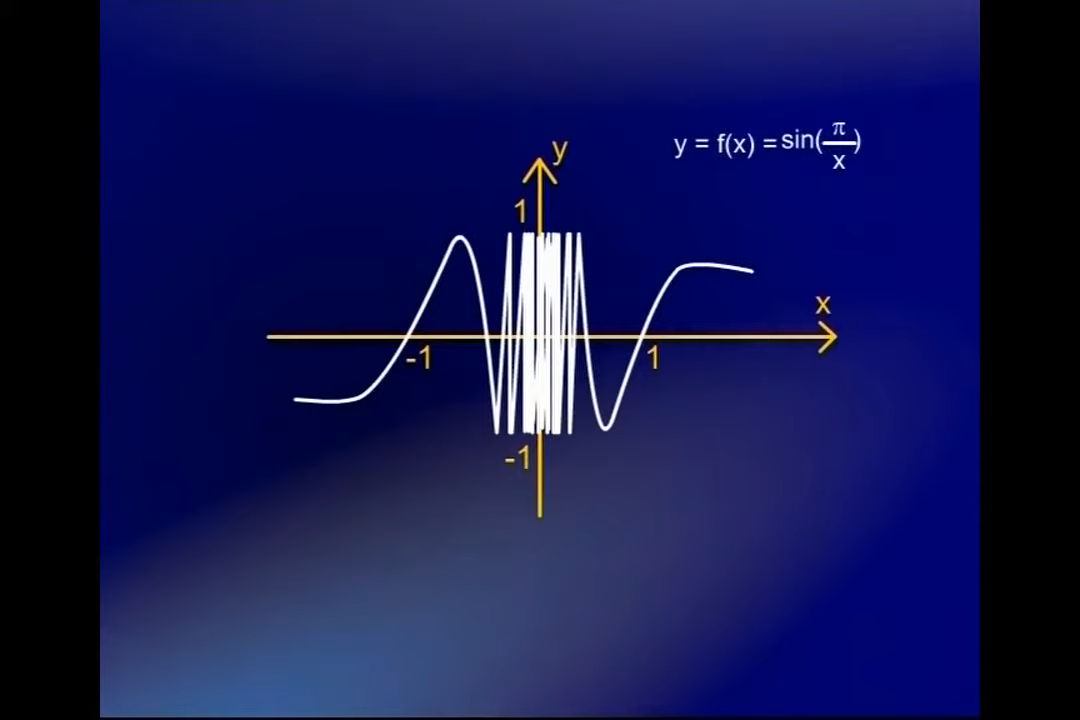 y = f(x) = sin(π/x)
y
1
x
-1
1
-1